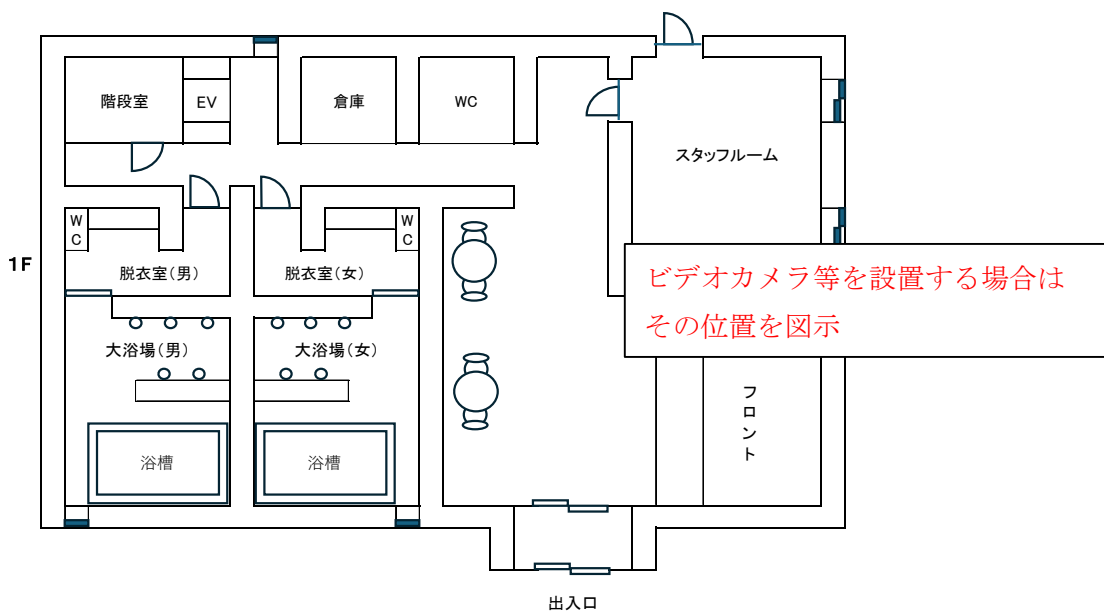 階段室
EV
倉庫
WC
スタッフルーム
WC
WC
1F
脱衣室(男)
脱衣室(女)
ビデオカメラ等を設置する場合は
その位置を図示
大浴場(男)
大浴場(女)
フロント
浴槽
浴槽
出入口